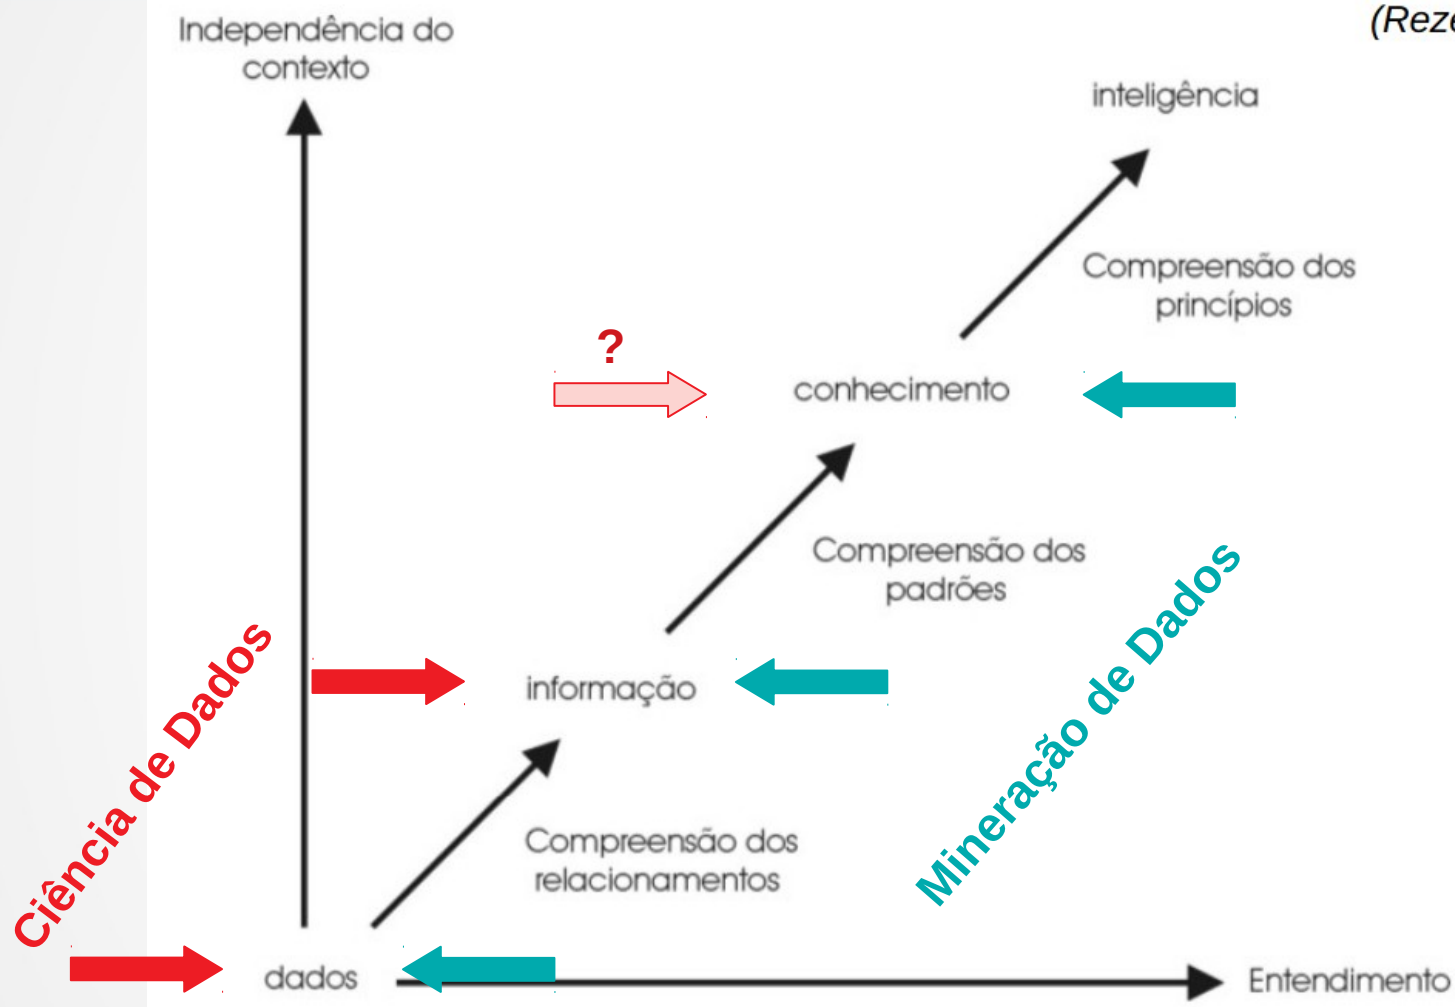 Independência do
contexto
(Reze
inteligência
Compreensão dos
princípios
?
conhecimento
Compreensão dos
padrões
Ciência de Dados
informação
Mineração de Dados
Compreensão dos
relacionamentos
dados
Entendimento